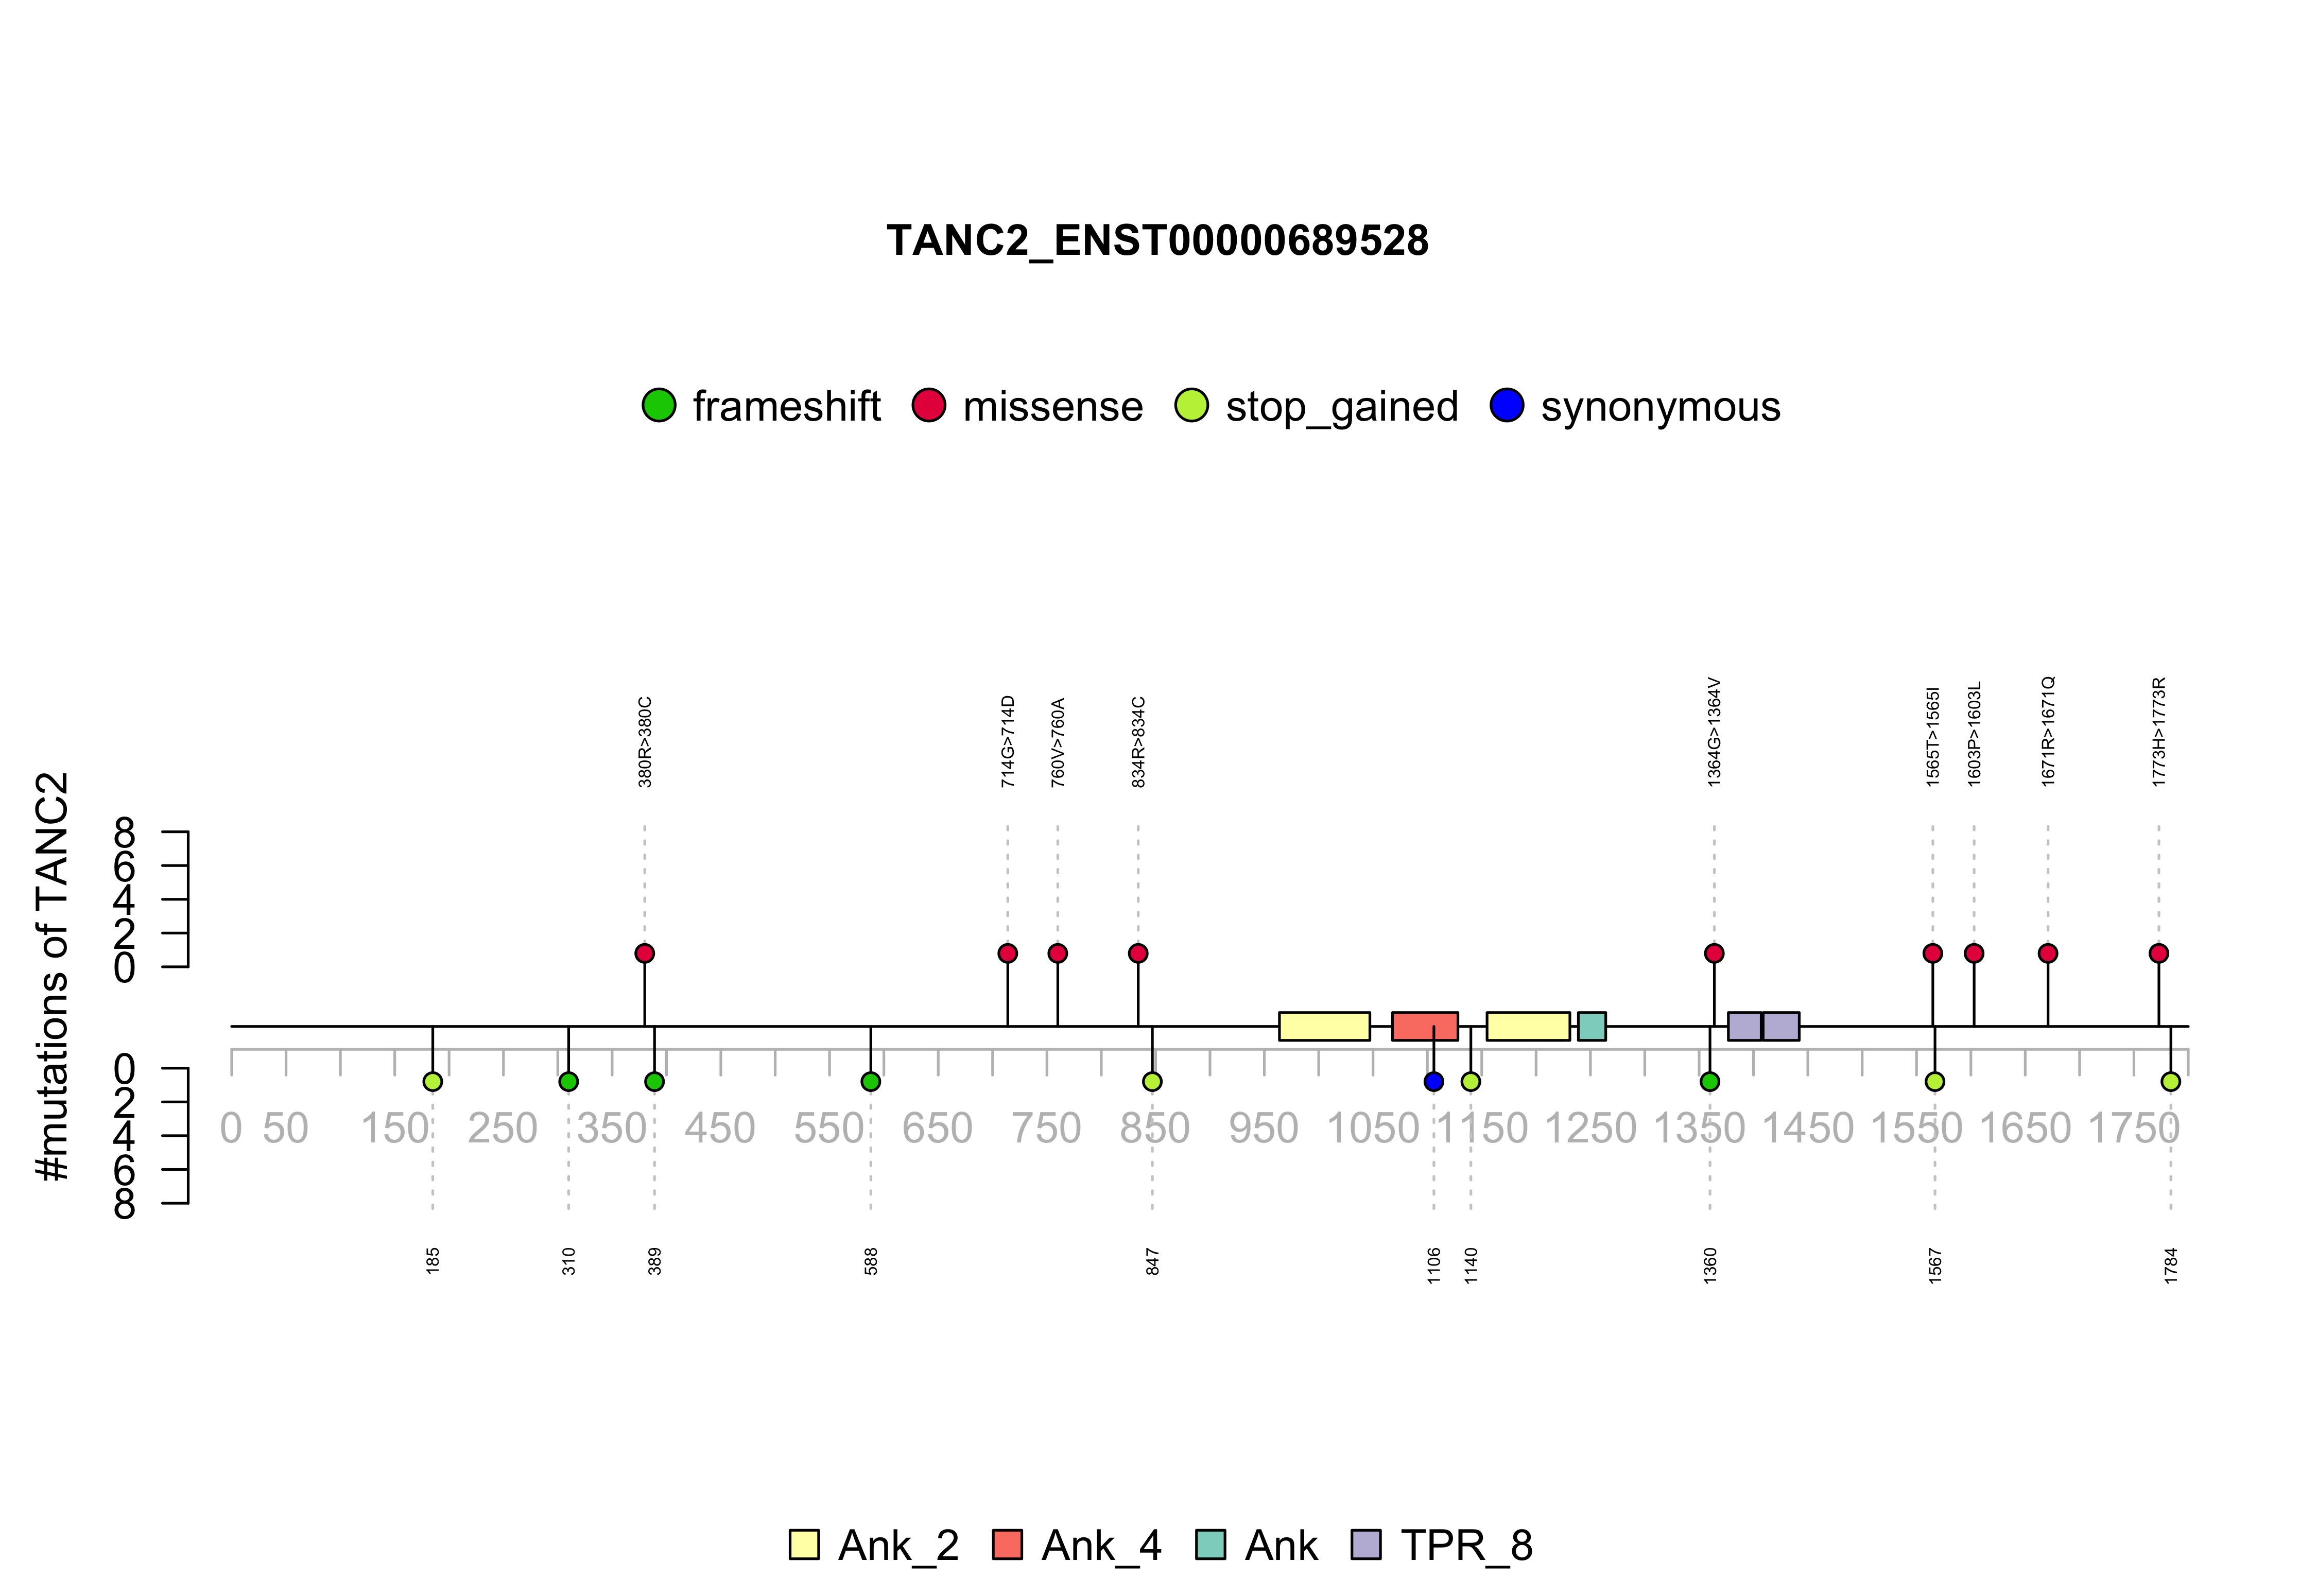 TANC2_ENST00000689528
frameshift missense stop_gained synonymous
380R>380C 714G>714D 760V>760A 834R>834C 1364G>1364V 1565T>1565I 1603P>1603L 1671R>1671Q 1773H>1773R
#mutations of TANC2
8
6
4
2
0
0
2
4
6
8
0 50 150 250 350 450 550 650 750 850 950 1050 1150 1250 1350 1450 1550 1650 1750
185 310 389 588 847 1106 1140 1360 1567 1784
Ank_2 Ank_4 Ank TPR_8